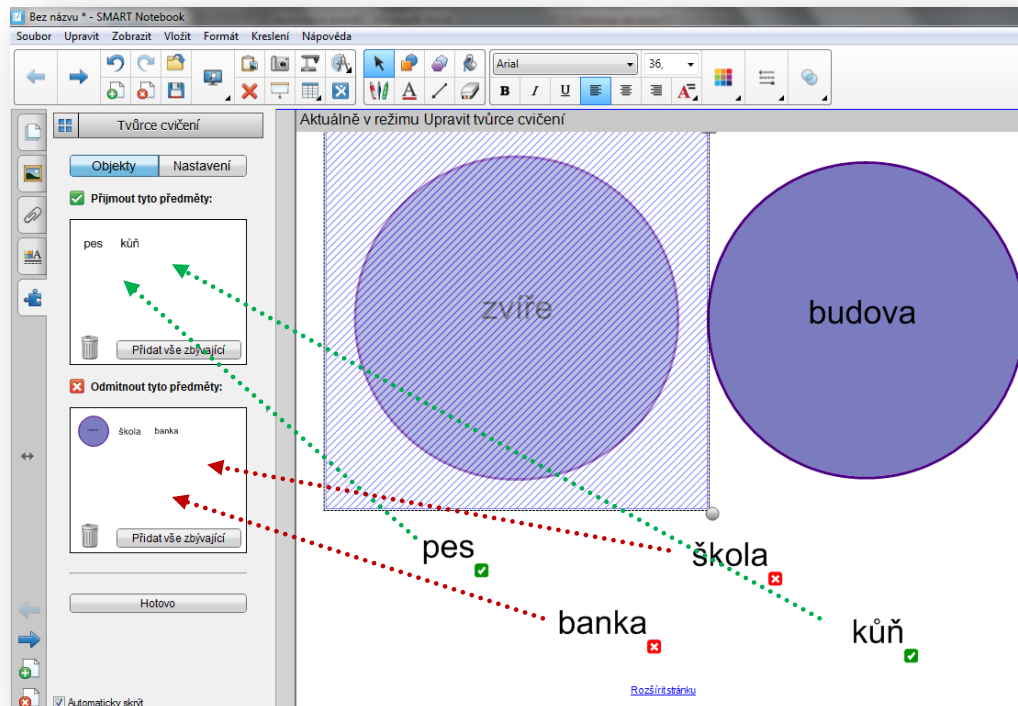 Bez názvu * - SMART Notebook
Soubor Upravit Zobrazit Vložit Formát Kreslení Nápověda
Arial 36,
B I U A
Tvůrce cvičení
Aktuálně v režimu Upravit tvůrce cvičení
Objekty Nastavení
Přijmout tyto předměty:
pes kůň
Přidat vše zbývající
Odmítnout tyto předměty:
škola banka
Přidat vše zbývající
Hotovo
Automaticky skrýt
zvíře
budova
pes
škola
banka
kůň
Rozšířit stránku